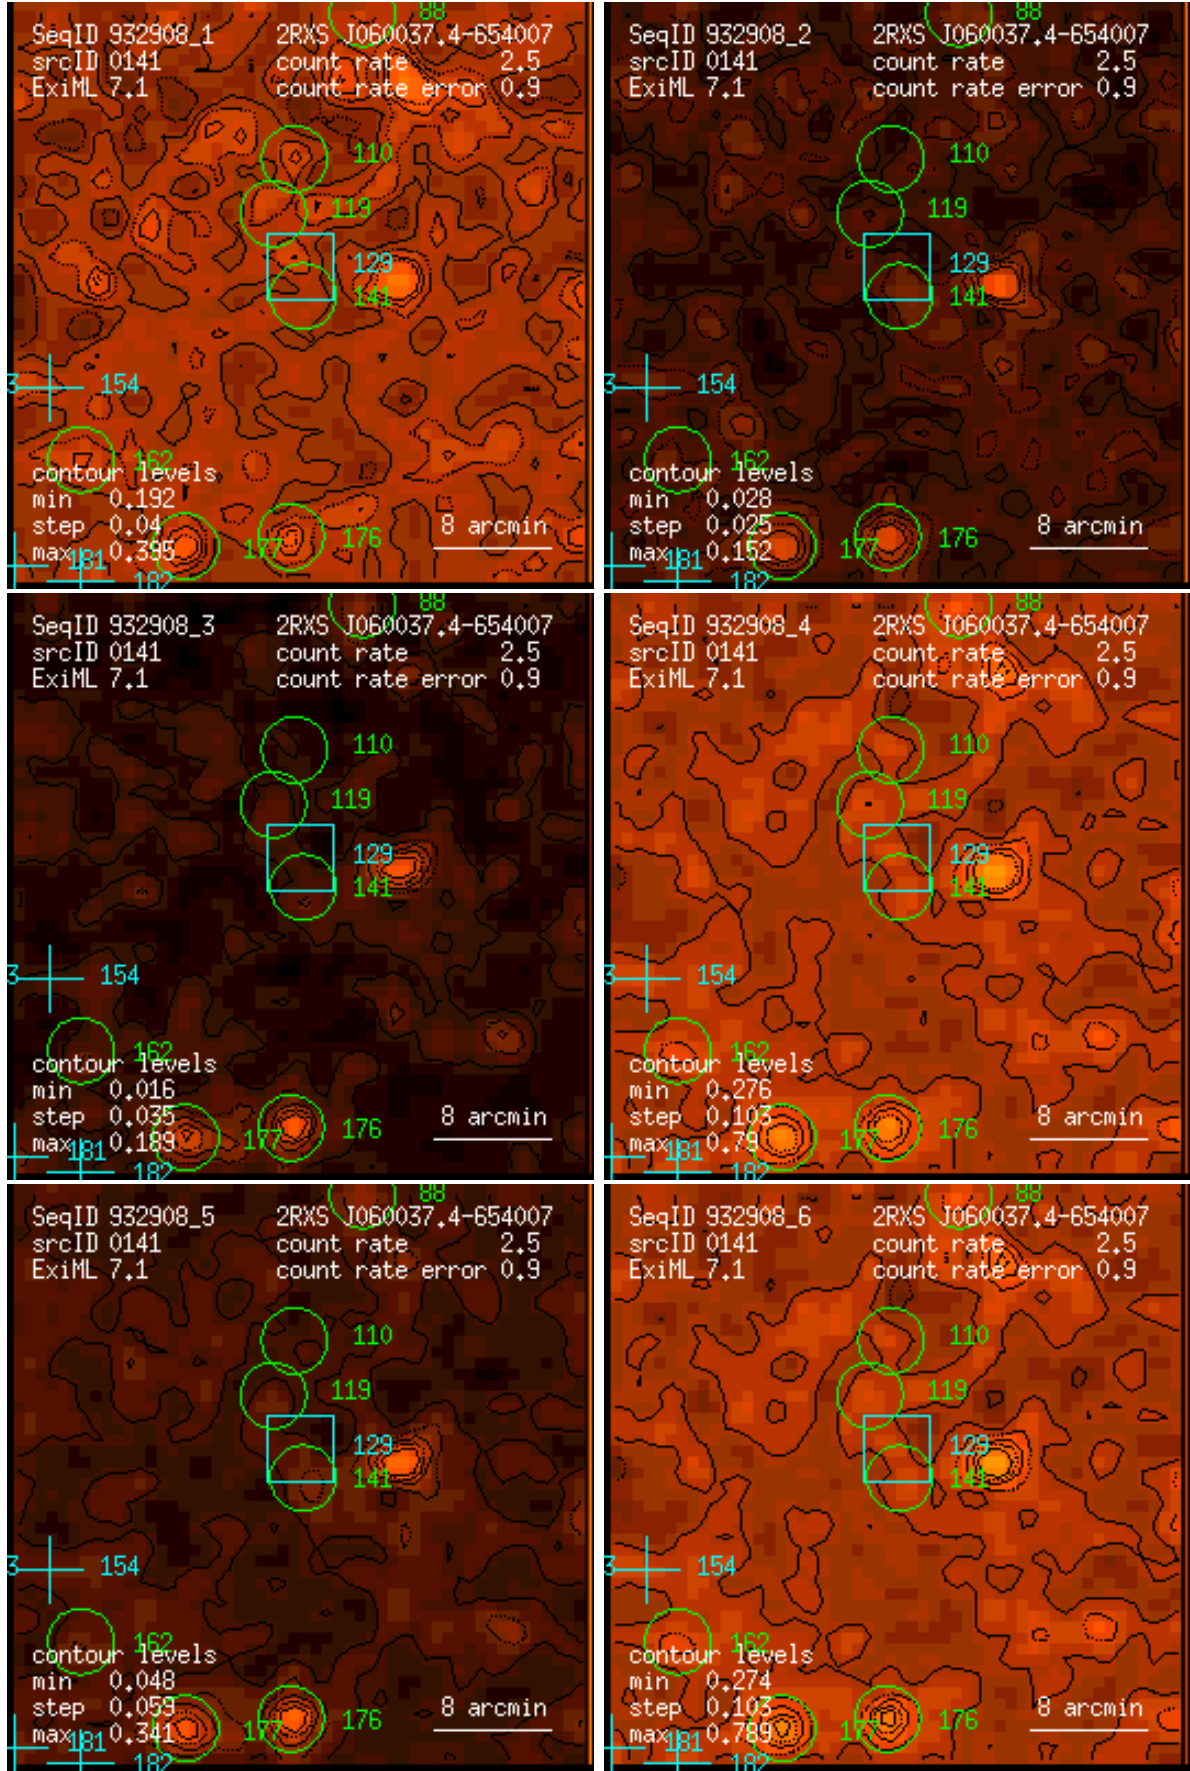 88
SeqID 932908_1 2RXS J060037.4-654007
srcID 0141 count rate 2.5
ExiML 7.1 count rate error 0.9
110
119
129
141
3 154
162
contour levels
min 0.192
step 0.04
max 0.395
8 arcmin
177 176
181
182
88
SeqID 932908_2 2RXS J060037.4-654007
srcID 0141 count rate 2.5
ExiML 7.1 count rate error 0.9
110
119
129
141
3 154
162
contour levels
min 0.028
step 0.025
max 0.152
8 arcmin
177 176
181
182
88
SeqID 932908_3 2RXS J060037.4-654007
srcID 0141 count rate 2.5
ExiML 7.1 count rate error 0.9
110
119
129
141
3 154
162
contour levels
min 0.016
step 0.035
max 0.189
8 arcmin
177 176
181
182
88
SeqID 932908_4 2RXS J060037.4-654007
srcID 0141 count rate 2.5
ExiML 7.1 count rate error 0.9
110
119
129
141
3 154
162
contour levels
min 0.276
step 0.103
max 0.79
8 arcmin
177 176
181
182
88
SeqID 932908_5 2RXS J060037.4-654007
srcID 0141 count rate 2.5
ExiML 7.1 count rate error 0.9
110
119
129
141
3 154
162
contour levels
min 0.048
step 0.059
max 0.341
8 arcmin
177 176
181
182
88
SeqID 932908_6 2RXS J060037.4-654007
srcID 0141 count rate 2.5
ExiML 7.1 count rate error 0.9
110
119
129
141
3 154
162
contour levels
min 0.274
step 0.103
max 0.789
8 arcmin
177 176
181
182